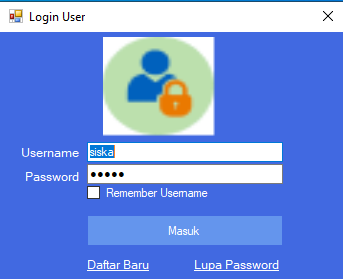 Login User
Username siska
Password •••••
Remember Username
Masuk
Daftar Baru Lupa Password